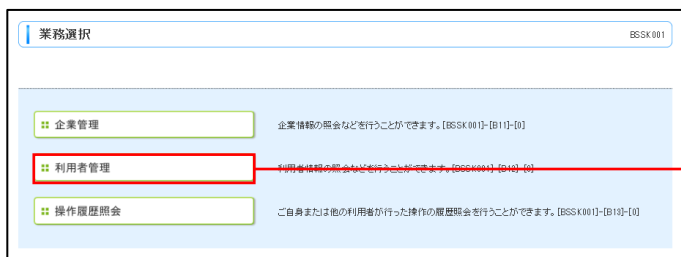 業務選択
BSSK001
企業管理
企業情報の照会などを行うことができます。[BSSK001]-[B11]-[0]
利用者管理
利用者情報の照会などを行うことができます。[BSSK001]-[B12]-[0]
操作履歴照会
ご自身または他の利用者が行った操作の履歴照会を行うことができます。[BSSK001]-[B13]-[0]